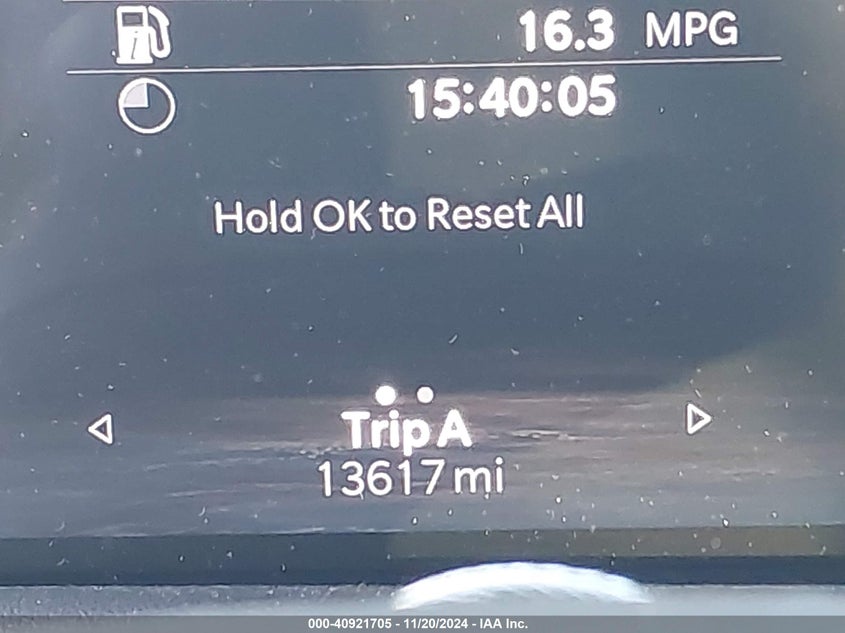 16.3 MPG
15:40:05
Hold OK to Reset All
Trip A
13617 mi
000-40921705 - 11/20/2024 - IAA Inc.